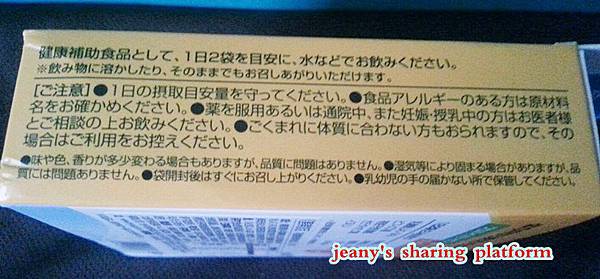 健康補助食品として、1日2袋を目安に、水などでお飲みください。
※飲み物に溶かしたり、そのままでもお召しあがりいただけます。
[ご注意]●1日の摂取目安量を守ってください。●食品アレルギーのある方は原材料
名をお確かめください。●薬を服用あるいは通院中、また妊娠・授乳中の方はお医者様
とご相談の上お飲みください。●ごくまれに体質に合わない方もおられますので、その
場合はご利用をお控えください。
●味や色、香りが多少変わる場合もありますが、品質に問題はありません。●湿気等により固まる場合がありますが、品
質には問題ありません。●袋開封後はすぐにお召し上がりください。●乳幼児の手の届かない所で保管してください。
jeany's sharing platform